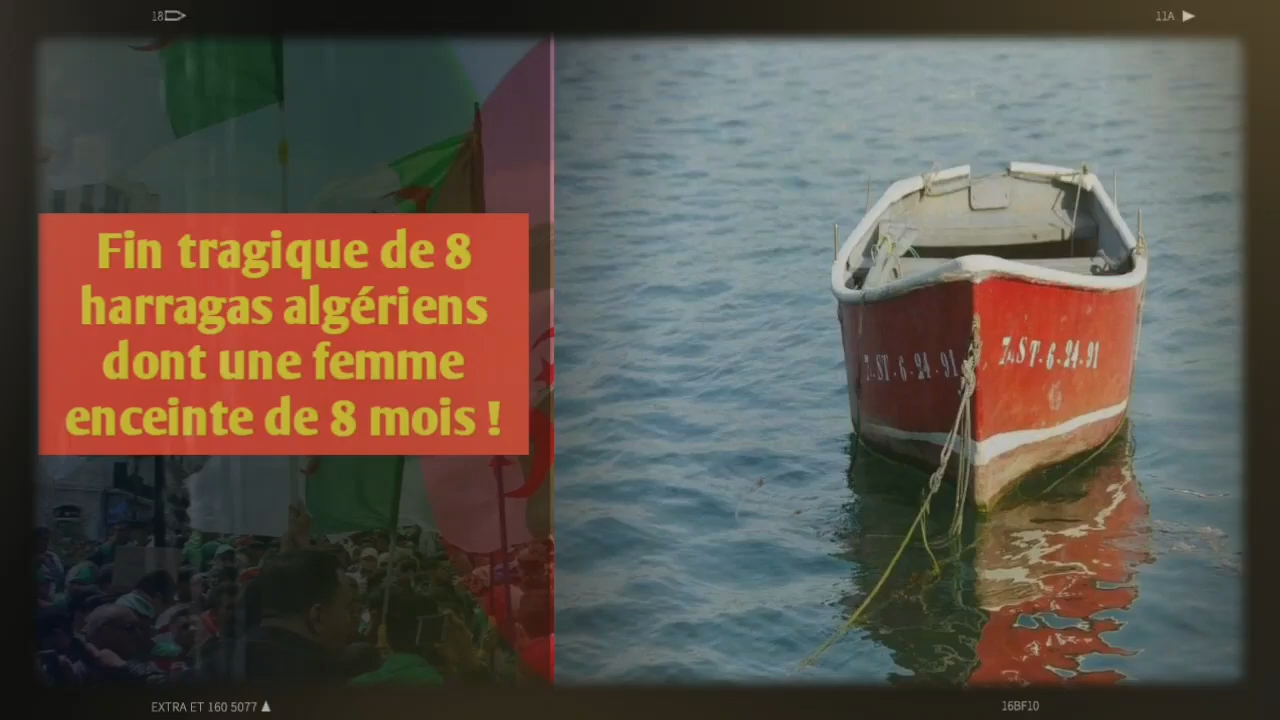 18
11A
Fin tragique de 8
harragas algériens
dont une femme
enceinte de 8 mois !
ST-6-24-91
ST-6-24-91
EXTRA ET 160 5077
16BF10